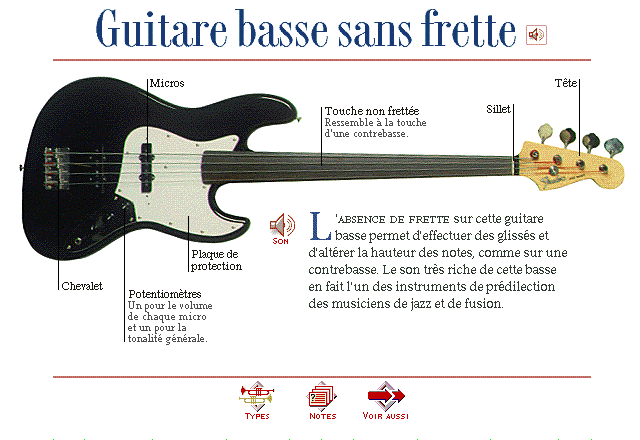 Guitare basse sans frette
Micros
Tête
Touche non frettée
Ressemble à la touche
d'une contrebasse.
Sillet
L'ABSENCE DE FRETTE sur cette guitare
basse permet d'effectuer des glissés et
d'altérer la hauteur des notes, comme sur une
contrebasse. Le son très riche de cette basse
en fait l'un des instruments de prédilection
des musiciens de jazz et de fusion.
SON
Plaque de
protection
Chevalet
Potentiomètres
Un pour le volume
de chaque micro
et un pour la
tonalité générale.
TYPES
NOTES
VOIR AUSSI